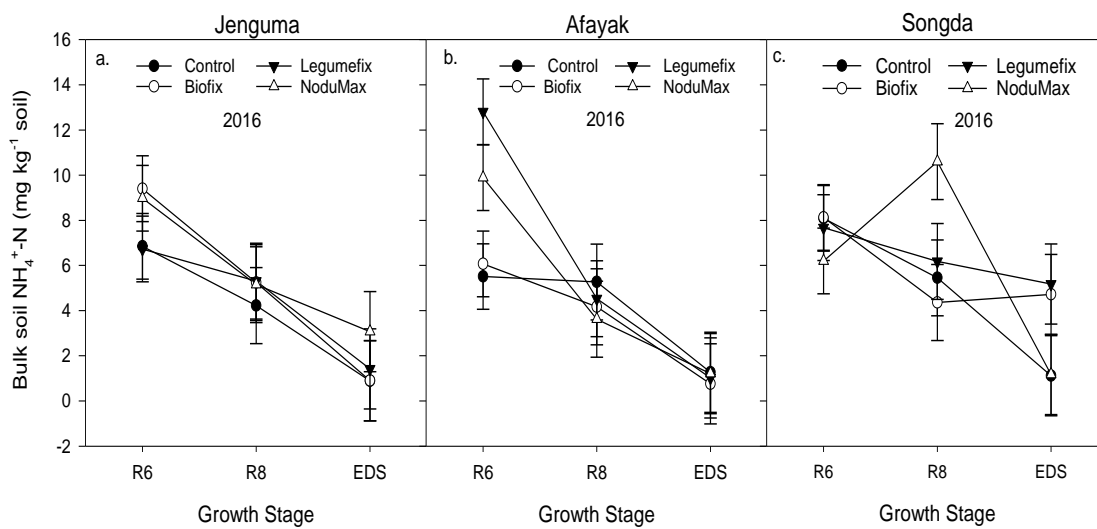 Jenguma
Afayak
Songda
Bulk soil NH₄⁺-N (mg kg⁻¹ soil)
16
14
12
10
8
6
4
2
0
-2
a.
Control
Legumefix
Biofix
NoduMax
2016
b.
Control
Legumefix
Biofix
NoduMax
2016
c.
Control
Legumefix
Biofix
NoduMax
2016
R6 R8 EDS
R6 R8 EDS
R6 R8 EDS
Growth Stage
Growth Stage
Growth Stage